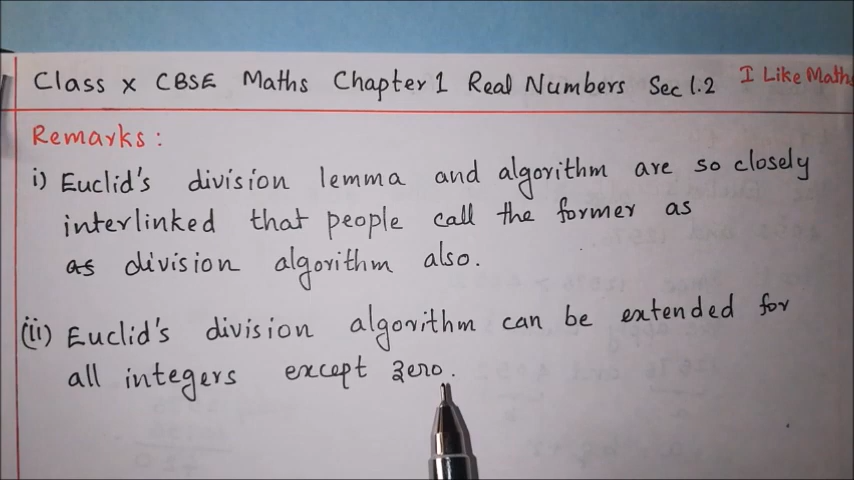 Class X CBSE Maths Chapter 1 Real Numbers Sec 1.2 I Like Maths
Remarks :
i) Euclid's division lemma and algorithm are so closely
interlinked that people call the former as
as division algorithm also.
(ii) Euclid's division algorithm can be extended for
all integers except zero.